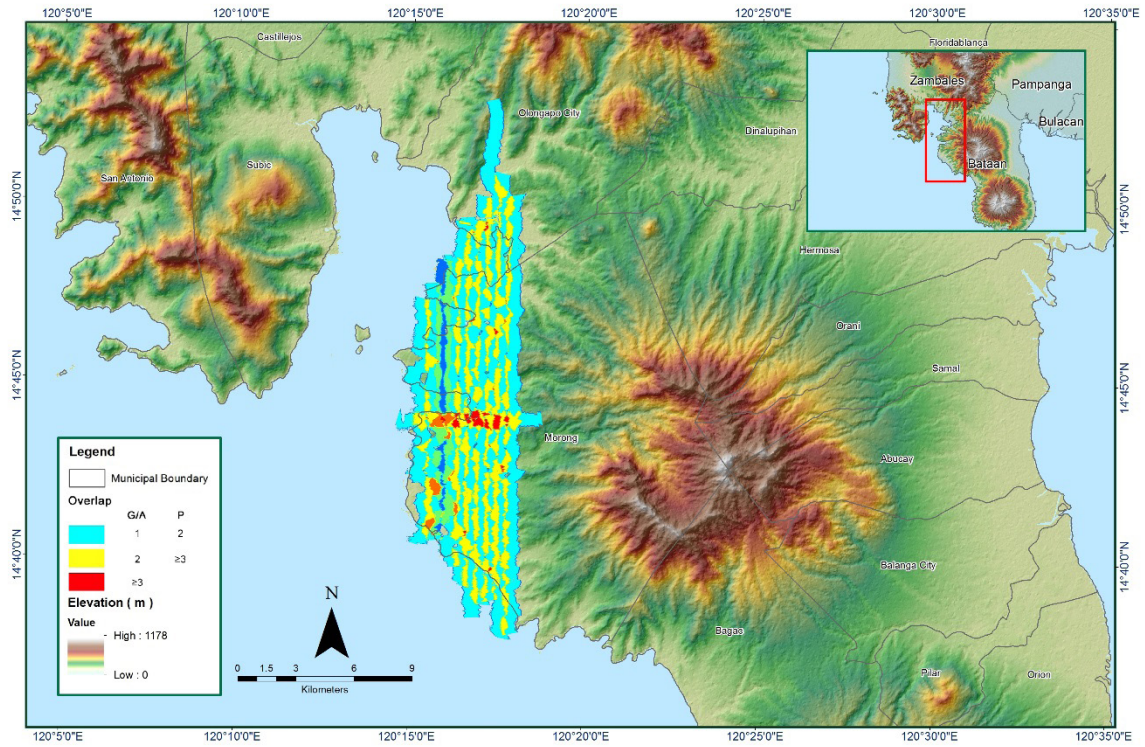 120°5'0"E 120°10'0"E 120°15'0"E 120°20'0"E 120°25'0"E 120°30'0"E 120°35'0"E
Castillejos
Floridablanca
Zambales
Pampanga
Bulacan
Bataan
Olongapo City
Dinalupihan
Subic
San Antonio
14°50'0"N
14°50'0"N
Hermosa
Orani
Samal
14°45'0"N
14°45'0"N
Morong
Abucay
14°40'0"N
14°40'0"N
Balanga City
Bagac
Pilar
Orion
Legend
Municipal Boundary
Overlap
G/A P
1 2
2 ≥3
≥3
Elevation ( m )
Value
High : 1178
Low : 0
N
0 1.5 3 6 9
Kilometers
120°5'0"E 120°10'0"E 120°15'0"E 120°20'0"E 120°25'0"E 120°30'0"E 120°35'0"E